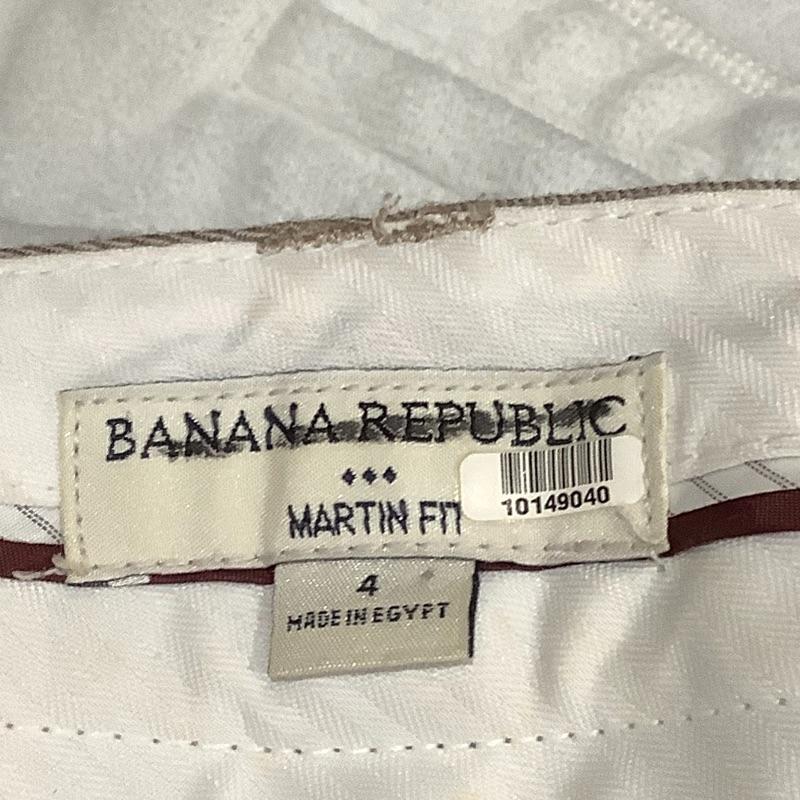 BANANA REPUBLIC
MARTIN FIT
10149040
4
MADE IN EGYPT